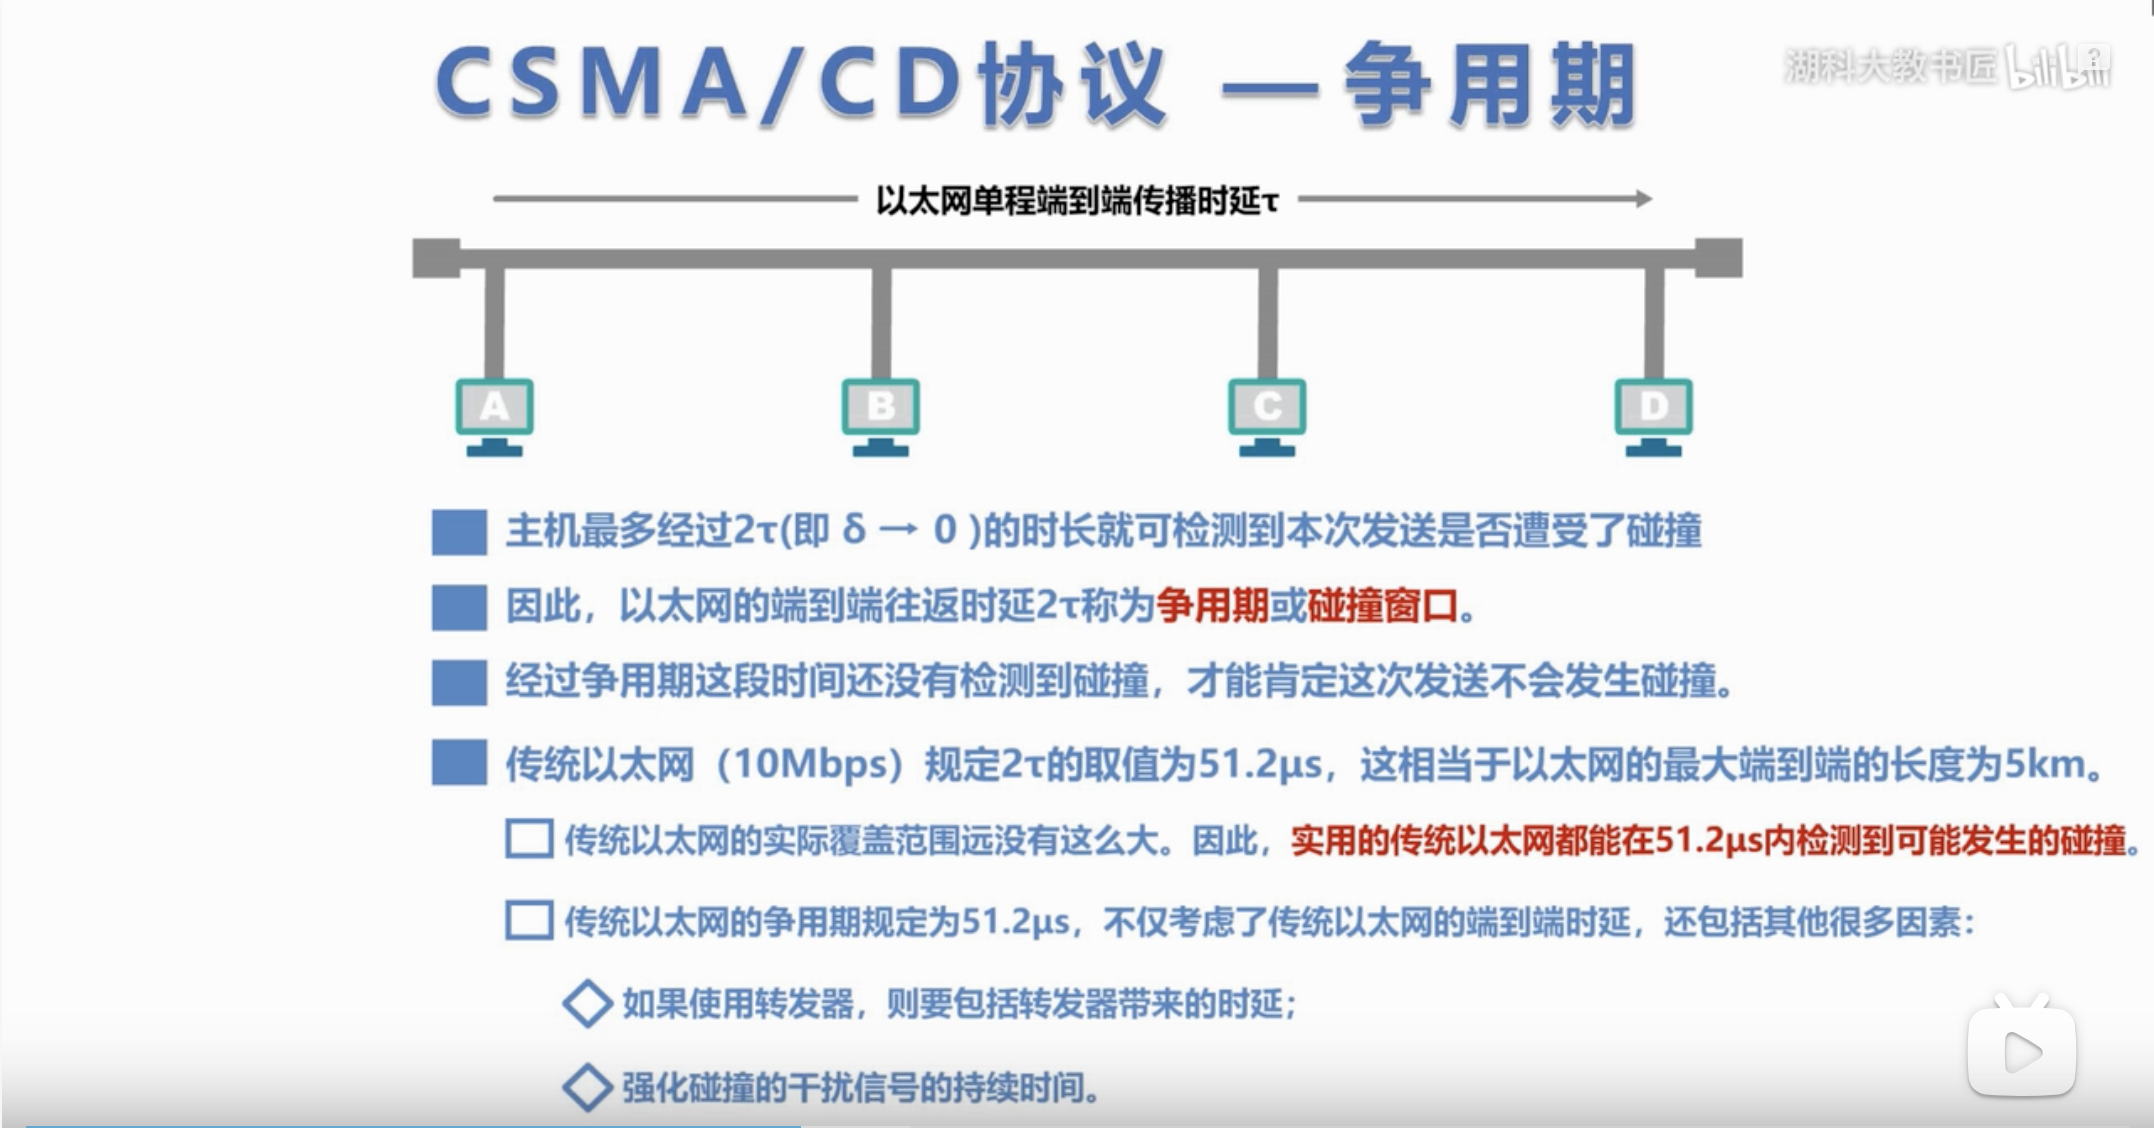 CSMA/CD协议 —争用期
湖科大教书匠 bilibili
?
以太网单程端到端传播时延τ
A
B
C
D
主机最多经过2τ(即 δ → 0 )的时长就可检测到本次发送是否遭受了碰撞
因此，以太网的端到端往返时延2τ称为争用期或碰撞窗口。
经过争用期这段时间还没有检测到碰撞，才能肯定这次发送不会发生碰撞。
传统以太网（10Mbps）规定2τ的取值为51.2μs，这相当于以太网的最大端到端的长度为5km。
传统以太网的实际覆盖范围远没有这么大。因此，实用的传统以太网都能在51.2μs内检测到可能发生的碰撞。
传统以太网的争用期规定为51.2μs，不仅考虑了传统以太网的端到端时延，还包括其他很多因素：
如果使用转发器，则要包括转发器带来的时延；
强化碰撞的干扰信号的持续时间。